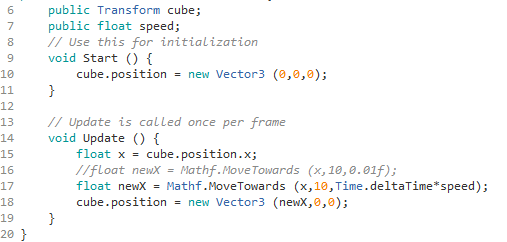 6 public Transform cube;
7 public float speed;
8 // Use this for initialization
9 void Start () {
10 cube.position = new Vector3 (0,0,0);
11 }
12
13 // Update is called once per frame
14 void Update () {
15 float x = cube.position.x;
16 //float newX = Mathf.MoveTowards (x,10,0.01f);
17 float newX = Mathf.MoveTowards (x,10,Time.deltaTime*speed);
18 cube.position = new Vector3 (newX,0,0);
19 }
20 }